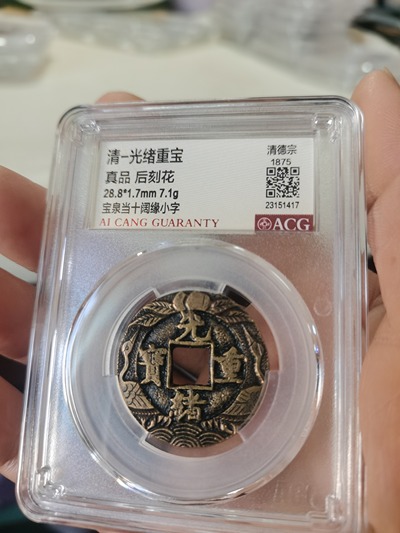 清-光绪重宝
真品 后刻花
28.8*1.7mm 7.1g
宝泉当十阔缘小字
AI CANG GUARANTY
清德宗
1875
23151417
ACG
光
寶 重
緒